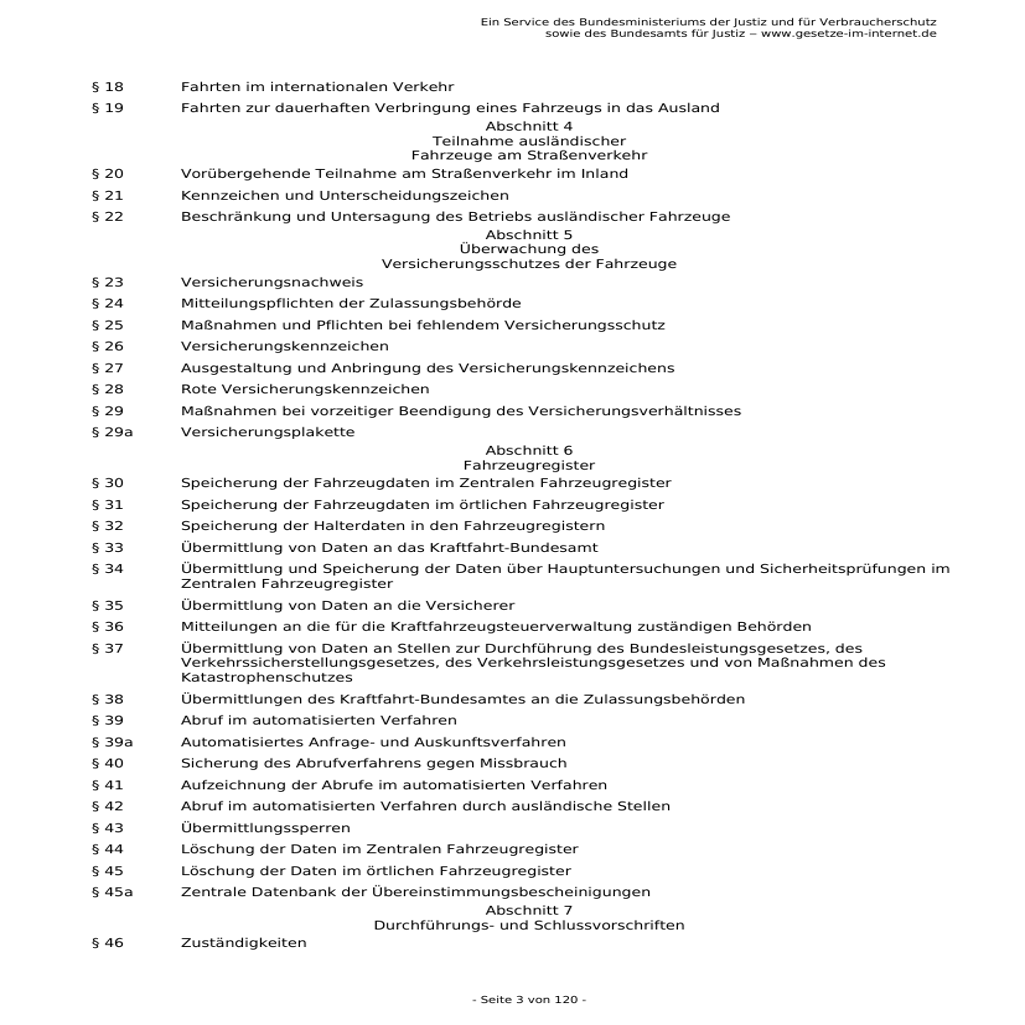 Ein Service des Bundesministeriums der Justiz und für Verbraucherschutz
sowie des Bundesamts für Justiz – www.gesetze-im-internet.de
§ 18 Fahrten im internationalen Verkehr
§ 19 Fahrten zur dauerhaften Verbringung eines Fahrzeugs in das Ausland
Abschnitt 4
Teilnahme ausländischer
Fahrzeuge am Straßenverkehr
§ 20 Vorübergehende Teilnahme am Straßenverkehr im Inland
§ 21 Kennzeichen und Unterscheidungszeichen
§ 22 Beschränkung und Untersagung des Betriebs ausländischer Fahrzeuge
Abschnitt 5
Überwachung des
Versicherungsschutzes der Fahrzeuge
§ 23 Versicherungsnachweis
§ 24 Mitteilungspflichten der Zulassungsbehörde
§ 25 Maßnahmen und Pflichten bei fehlendem Versicherungsschutz
§ 26 Versicherungskennzeichen
§ 27 Ausgestaltung und Anbringung des Versicherungskennzeichens
§ 28 Rote Versicherungskennzeichen
§ 29 Maßnahmen bei vorzeitiger Beendigung des Versicherungsverhältnisses
§ 29a Versicherungsplakette
Abschnitt 6
Fahrzeugregister
§ 30 Speicherung der Fahrzeugdaten im Zentralen Fahrzeugregister
§ 31 Speicherung der Fahrzeugdaten im örtlichen Fahrzeugregister
§ 32 Speicherung der Halterdaten in den Fahrzeugregistern
§ 33 Übermittlung von Daten an das Kraftfahrt-Bundesamt
§ 34 Übermittlung und Speicherung der Daten über Hauptuntersuchungen und Sicherheitsprüfungen im
Zentralen Fahrzeugregister
§ 35 Übermittlung von Daten an die Versicherer
§ 36 Mitteilungen an die für die Kraftfahrzeugsteuerverwaltung zuständigen Behörden
§ 37 Übermittlung von Daten an Stellen zur Durchführung des Bundesleistungsgesetzes, des
Verkehrssicherstellungsgesetzes, des Verkehrsleistungsgesetzes und von Maßnahmen des
Katastrophenschutzes
§ 38 Übermittlungen des Kraftfahrt-Bundesamtes an die Zulassungsbehörden
§ 39 Abruf im automatisierten Verfahren
§ 39a Automatisiertes Anfrage- und Auskunftsverfahren
§ 40 Sicherung des Abrufverfahrens gegen Missbrauch
§ 41 Aufzeichnung der Abrufe im automatisierten Verfahren
§ 42 Abruf im automatisierten Verfahren durch ausländische Stellen
§ 43 Übermittlungssperren
§ 44 Löschung der Daten im Zentralen Fahrzeugregister
§ 45 Löschung der Daten im örtlichen Fahrzeugregister
§ 45a Zentrale Datenbank der Übereinstimmungsbescheinigungen
Abschnitt 7
Durchführungs- und Schlussvorschriften
§ 46 Zuständigkeiten
- Seite 3 von 120 -